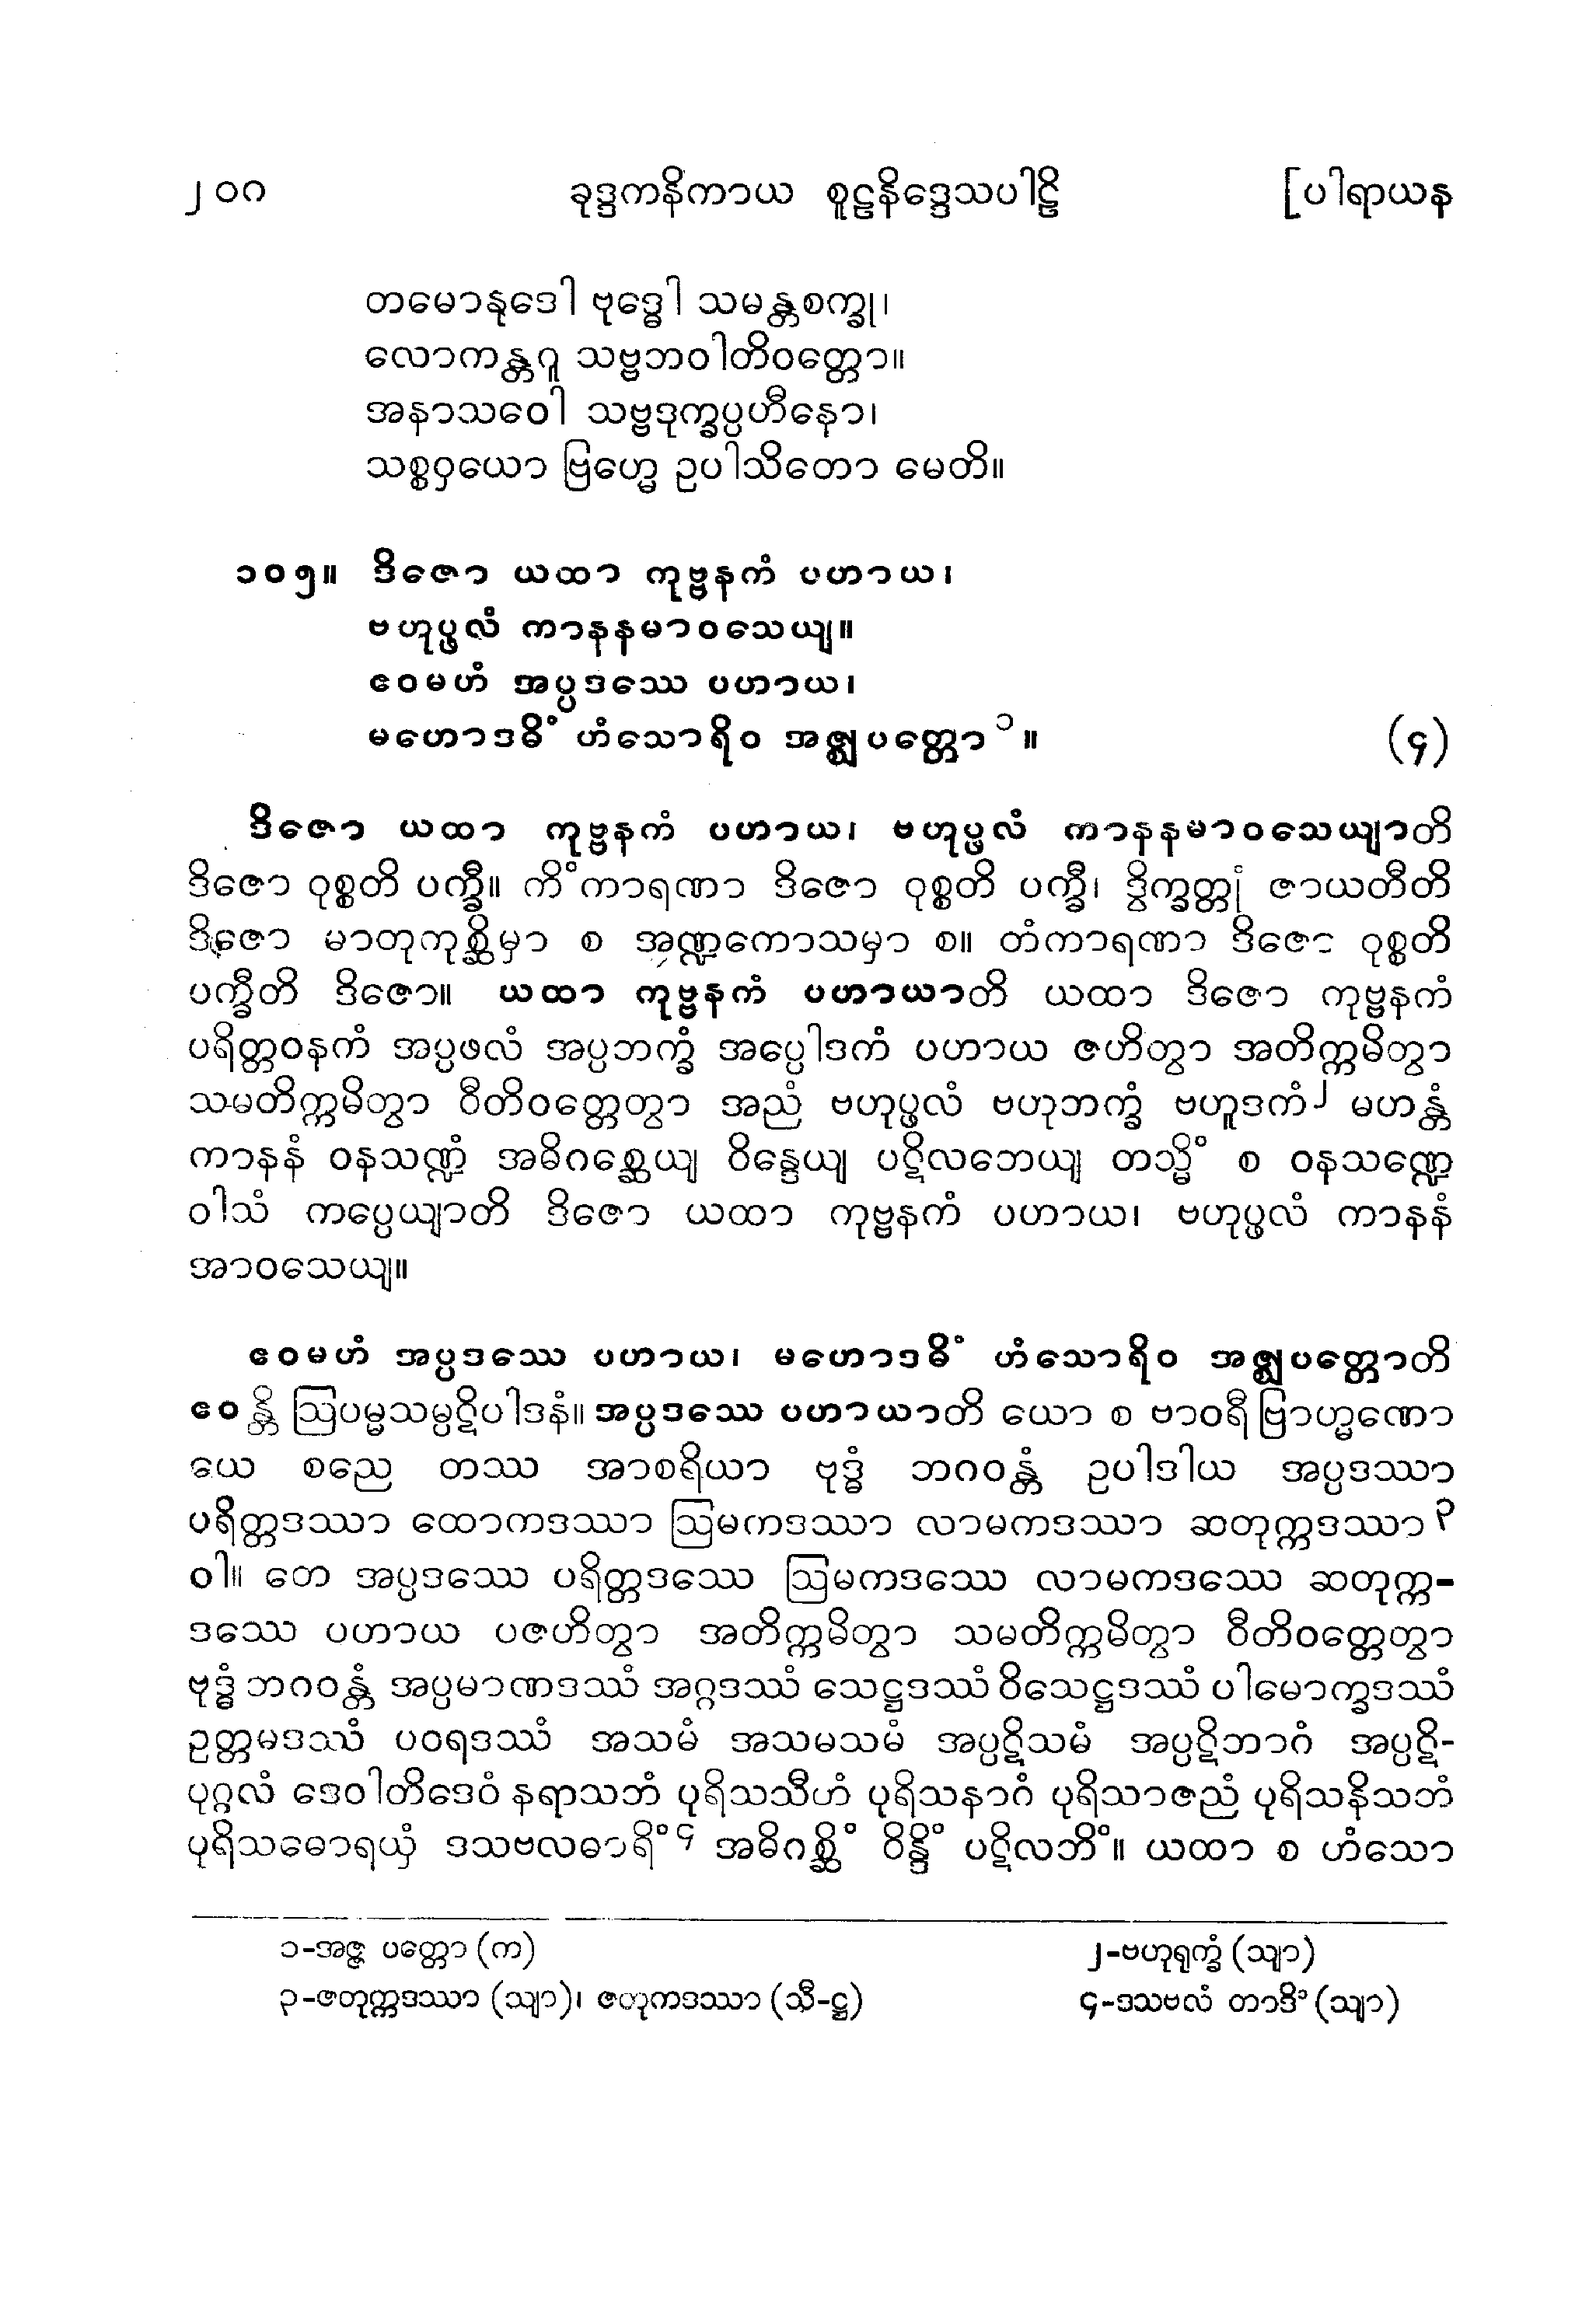 ၂၀၈ ခုဒ္ဒကနိကာယ စူဠနိဒ္ဒေသပါဠိ [ပါရာယန
တမောနုဒေါ ဗုဒ္ဓေါ သမန္တစက္ခု၊
လောကန္တဂူ သဗ္ဗဘဝါတိဝတ္တော။
အနာသဝေါ သဗ္ဗဒုက္ခပ္ပဟီနော၊
သစ္စဝှယော ဗြဟ္မေ ဥပါသိတော မေတိ။
၁၀၅။ ဒိဇော ယထာ ကုဗ္ဗနကံ ပဟာယ၊
ဗဟုပ္ဖလံ ကာနနမာဝသေယျ။
ဧဝမဟံ အပ္ပဒဿေ ပဟာယ၊
မဟောဒဓိံ ဟံသောရိဝ အဇ္ဈပတ္တော၁။ (၄)
ဒိဇော ယထာ ကုဗ္ဗနကံ ပဟာယ၊ ဗဟုပ္ဖလံ ကာနနမာဝသေယျာတိ
ဒိဇော ဝုစ္စတိ ပက္ခီ။ ကိံကာရဏာ ဒိဇော ဝုစ္စတိ ပက္ခီ၊ ဒွိက္ခတ္တုံ ဇာယတီတိ
ဒိဇော မာတုကုစ္ဆိမှာ စ အဏ္ဍကောသမှာ စ။ တံကာရဏာ ဒိဇော ဝုစ္စတိ
ပက္ခီတိ ဒိဇော။ ယထာ ကုဗ္ဗနကံ ပဟာယာတိ ယထာ ဒိဇော ကုဗ္ဗနကံ
ပရိတ္တဝနကံ အပ္ပဖလံ အပ္ပဘက္ခံ အပ္ပေါဒကံ ပဟာယ ဇဟိတွာ အတိက္ကမိတွာ
သမတိက္ကမိတွာ ဝီတိဝတ္တေတွာ အညံ ဗဟုပ္ဖလံ ဗဟုဘက္ခံ ဗဟူဒကံ၂ မဟန္တံ
ကာနနံ ဝနသဏ္ဍံ အဓိဂစ္ဆေယျ ဝိန္ဒေယျ ပဋိလဘေယျ တသ္မိံ စ ဝနသဏ္ဍေ
ဝါသံ ကပ္ပေယျာတိ ဒိဇော ယထာ ကုဗ္ဗနကံ ပဟာယ၊ ဗဟုပ္ဖလံ ကာနနံ
အာဝသေယျ။
ဧဝမဟံ အပ္ပဒဿေ ပဟာယ၊ မဟောဒဓိံ ဟံသောရိဝ အဇ္ဈပတ္တောတိ
ဧဝန္တိ ဩပမ္မသမ္ပဋိပါဒနံ။ အပ္ပဒဿေ ပဟာယာတိ ယော စ ဗာဝရီ ဗြာဟ္မဏော
ယေ စညေ တဿ အာစရိယာ ဗုဒ္ဓံ ဘဂဝန္တံ ဥပါဒါယ အပ္ပဒဿာ
ပရိတ္တဒဿာ ထောကဒဿာ ဩမကဒဿာ လာမကဒဿာ ဆတုက္ကဒဿာ၃
ဝါ။ တေ အပ္ပဒဿေ ပရိတ္တဒဿေ ဩမကဒဿေ လာမကဒဿေ ဆတုက္က-
ဒဿေ ပဟာယ ပဇဟိတွာ အတိက္ကမိတွာ သမတိက္ကမိတွာ ဝီတိဝတ္တေတွာ
ဗုဒ္ဓံ ဘဂဝန္တံ အပ္ပမာဏဒဿံ အဂ္ဂဒဿံ သေဋ္ဌဒဿံ ဝိသေဋ္ဌဒဿံ ပါမောက္ခဒဿံ
ဥတ္တမဒဿံ ပဝရဒဿံ အသမံ အသမသမံ အပ္ပဋိသမံ အပ္ပဋိဘာဂံ အပ္ပဋိ-
ပုဂ္ဂလံ ဒေဝါတိဒေဝံ နရာသဘံ ပုရိသသီဟံ ပုရိသနာဂံ ပုရိသာဇညံ ပုရိသနိသဘံ
ပုရိသဓောရယှံ ဒသဗလဓာရိံ၄ အဓိဂစ္ဆိံ ဝိန္ဒိံ ပဋိလဘိံ။ ယထာ စ ဟံသော
၁-အဇ္ဇ ပတ္တော (က) ၂-ဗဟုရုက္ခံ (သျာ)
၃-ဇတုက္ကဒဿာ (သျာ)၊ ဇတုကဒဿာ (သီ-ဋ္ဌ) ၄-ဒသဗလံ တာဒိံ (သျာ)